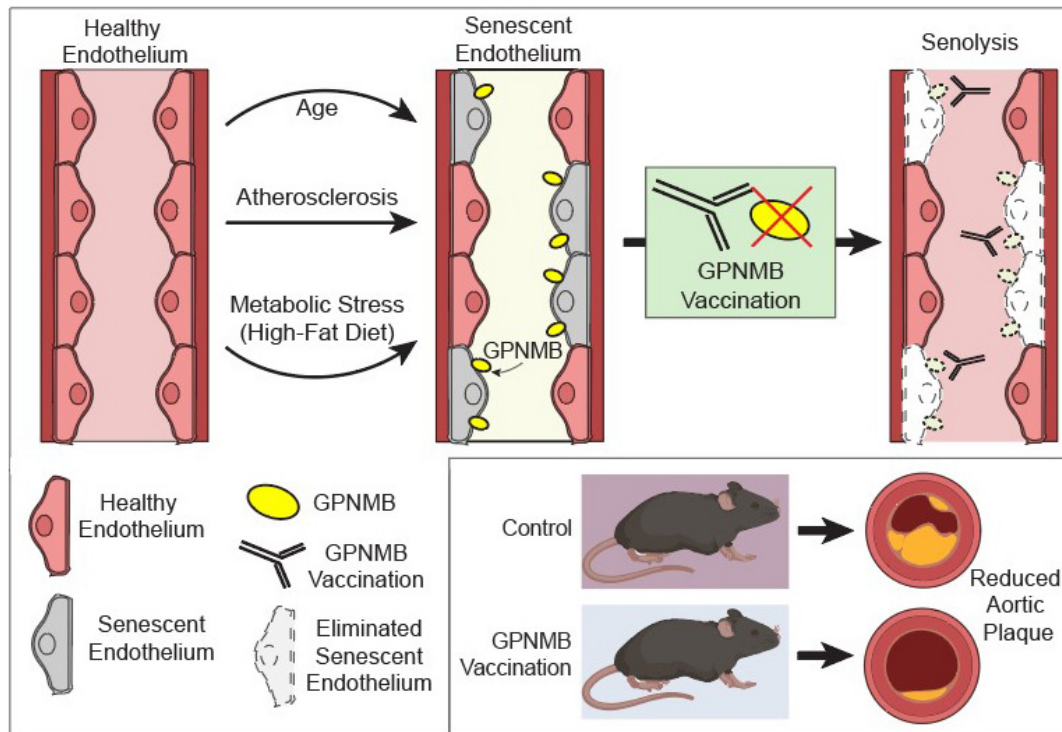 Healthy
Endothelium
Senescent
Endothelium
Senolysis
Age
Atherosclerosis
Metabolic Stress
(High-Fat Diet)
GPNMB
GPNMB
Vaccination
Healthy
Endothelium
GPNMB
GPNMB
Vaccination
Senescent
Endothelium
Eliminated
Senescent
Endothelium
Control
GPNMB
Vaccination
Reduced
Aortic
Plaque